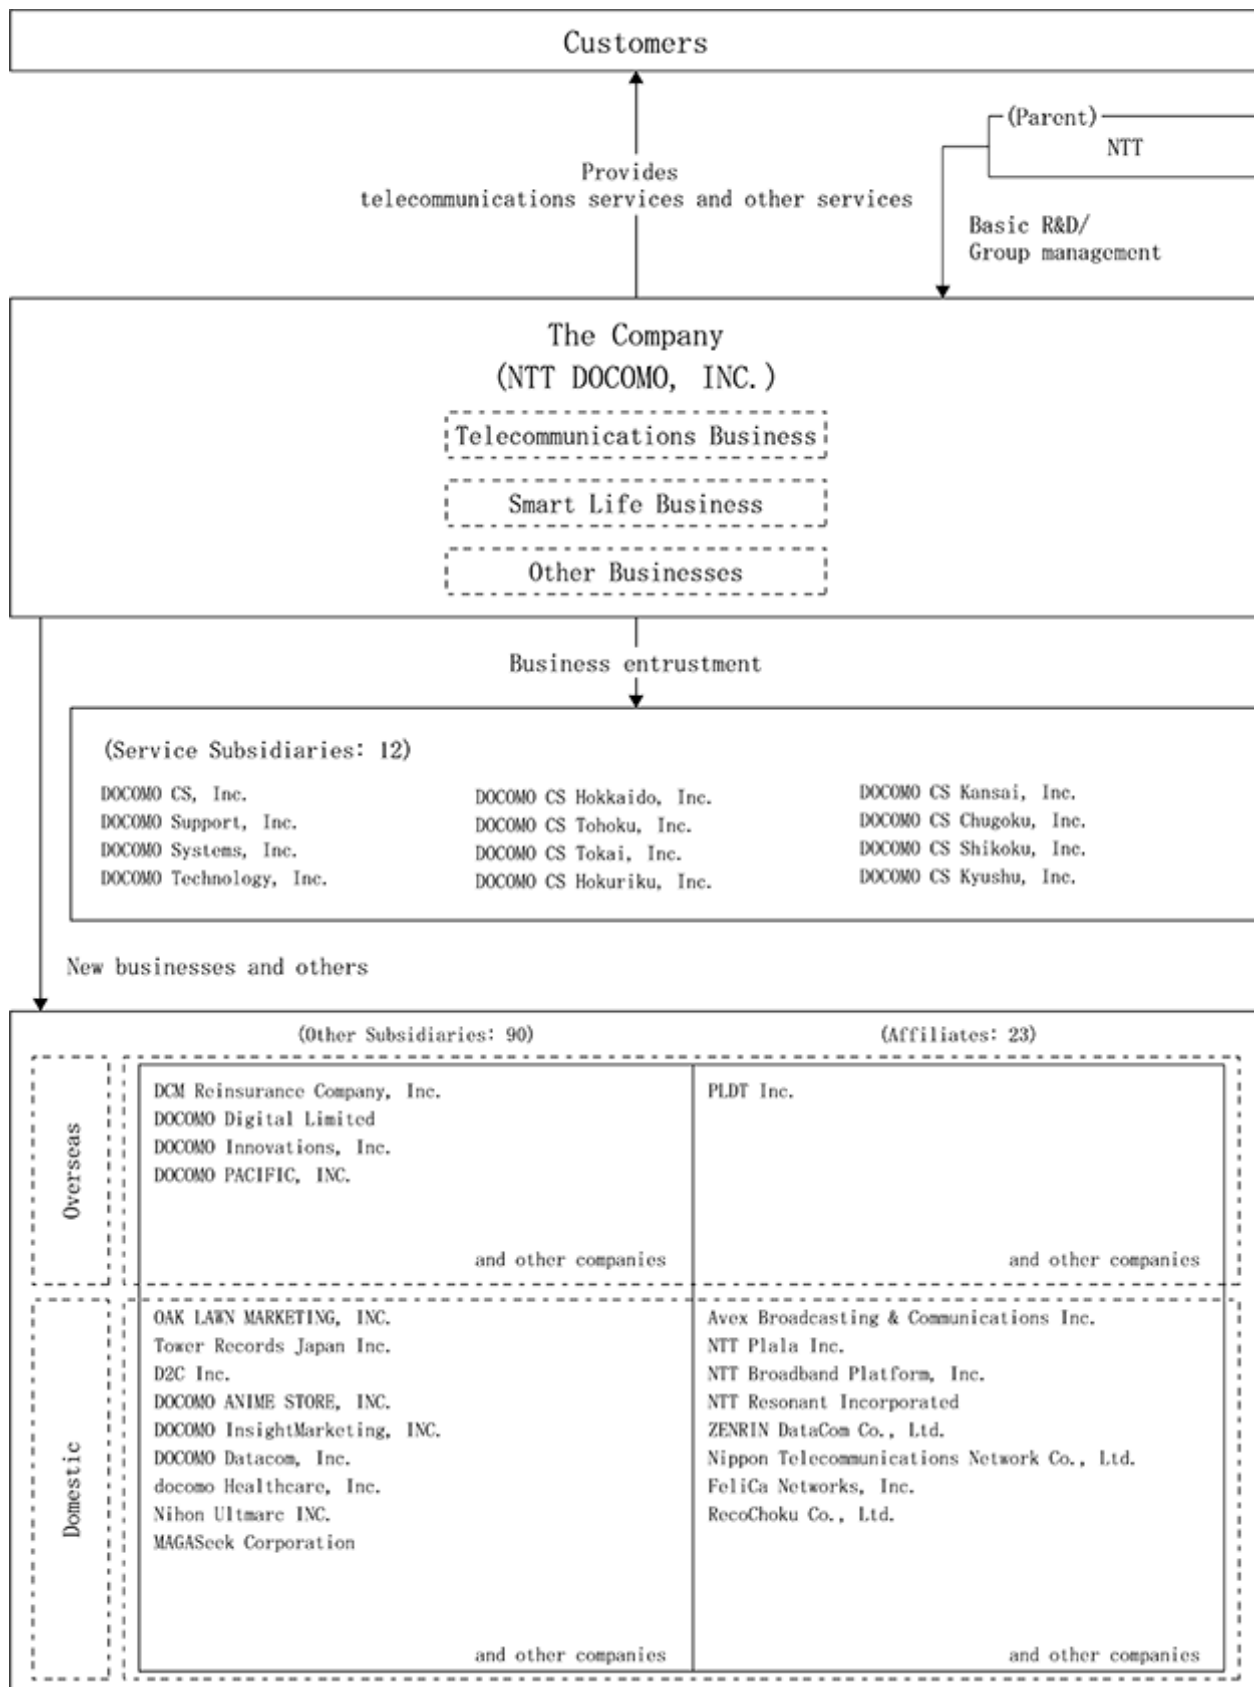 Customers
(Parent)
NTT
Provides
telecommunications services and other services
Basic R&D/
Group management
The Company
(NTT DOCOMO, INC.)
Telecommunications Business
Smart Life Business
Other Businesses
Business entrustment
(Service Subsidiaries: 12)
DOCOMO CS, Inc.
DOCOMO Support, Inc.
DOCOMO Systems, Inc.
DOCOMO Technology, Inc.
DOCOMO CS Hokkaido, Inc.
DOCOMO CS Tohoku, Inc.
DOCOMO CS Tokai, Inc.
DOCOMO CS Hokuriku, Inc.
DOCOMO CS Kansai, Inc.
DOCOMO CS Chugoku, Inc.
DOCOMO CS Shikoku, Inc.
DOCOMO CS Kyushu, Inc.
New businesses and others
(Other Subsidiaries: 90)
(Affiliates: 23)
Overseas
DCM Reinsurance Company, Inc.
DOCOMO Digital Limited
DOCOMO Innovations, Inc.
DOCOMO PACIFIC, INC.
and other companies
PLDT Inc.
and other companies
Domestic
OAK LAWN MARKETING, INC.
Tower Records Japan Inc.
D2C Inc.
DOCOMO ANIME STORE, INC.
DOCOMO InsightMarketing, INC.
DOCOMO Datacom, Inc.
docomo Healthcare, Inc.
Nihon Ultmarc INC.
MAGASeek Corporation
and other companies
Avex Broadcasting & Communications Inc.
NTT Plala Inc.
NTT Broadband Platform, Inc.
NTT Resonant Incorporated
ZENRIN DataCom Co., Ltd.
Nippon Telecommunications Network Co., Ltd.
FeliCa Networks, Inc.
RecoChoku Co., Ltd.
and other companies